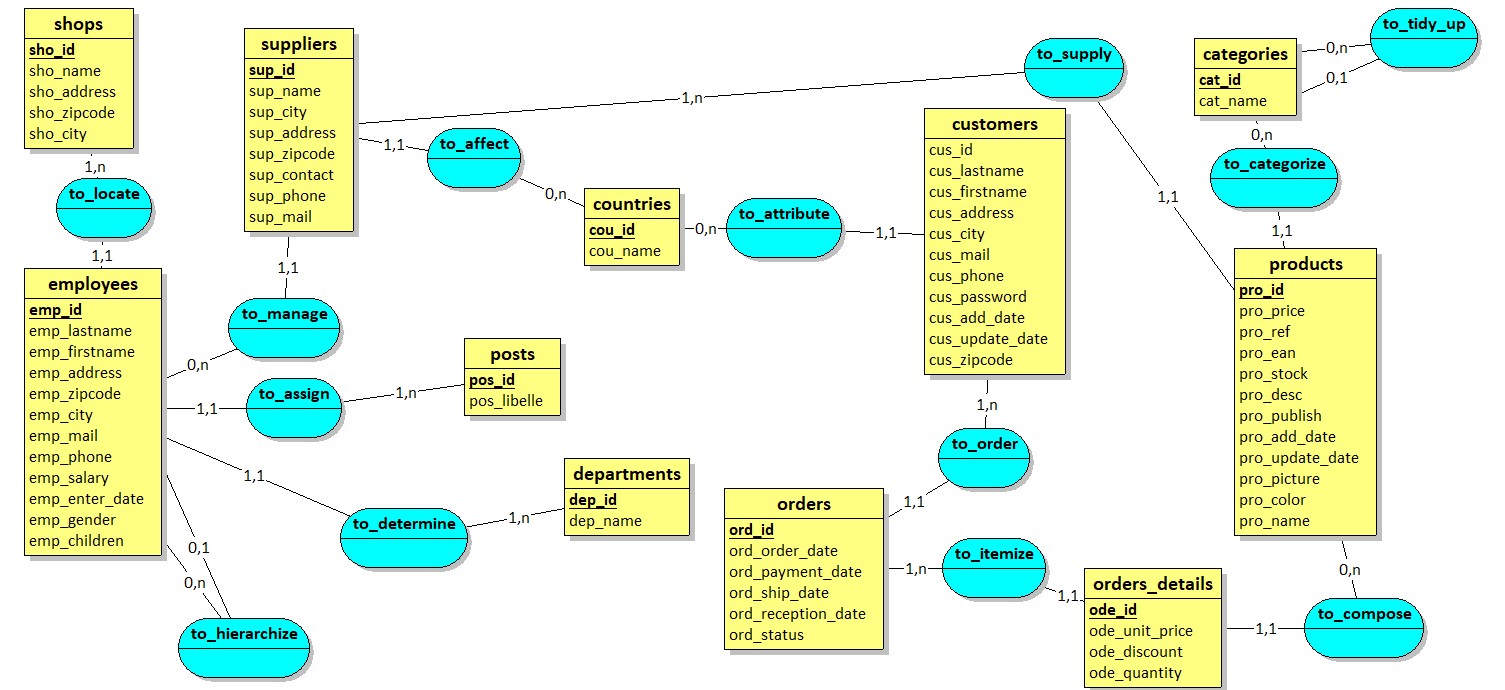 shops
sho_id
sho_name
sho_address
sho_zipcode
sho_city
1,n
to_locate
1,1
employees
emp_id
emp_lastname
emp_firstname
emp_address
emp_zipcode
emp_city
emp_mail
emp_phone
emp_salary
emp_enter_date
emp_gender
emp_children
suppliers
sup_id
sup_name
sup_city
sup_address
sup_zipcode
sup_contact
sup_phone
sup_mail
1,1
to_manage
0,n
1,1
to_assign
1,n
posts
pos_id
pos_libelle
1,1
to_determine
1,n
departments
dep_id
dep_name
0,1
0,n
to_hierarchize
1,n
to_supply
1,1
1,1
to_affect
0,n
countries
cou_id
cou_name
0,n
to_attribute
1,1
customers
cus_id
cus_lastname
cus_firstname
cus_address
cus_city
cus_mail
cus_phone
cus_password
cus_add_date
cus_update_date
cus_zipcode
1,n
to_order
1,1
orders
ord_id
ord_order_date
ord_payment_date
ord_ship_date
ord_reception_date
ord_status
1,n
to_itemize
1,1
orders_details
ode_id
ode_unit_price
ode_discount
ode_quantity
1,1
to_compose
0,n
categories
cat_id
cat_name
0,n
0,1
to_tidy_up
0,n
to_categorize
1,1
products
pro_id
pro_price
pro_ref
pro_ean
pro_stock
pro_desc
pro_publish
pro_add_date
pro_update_date
pro_picture
pro_color
pro_name